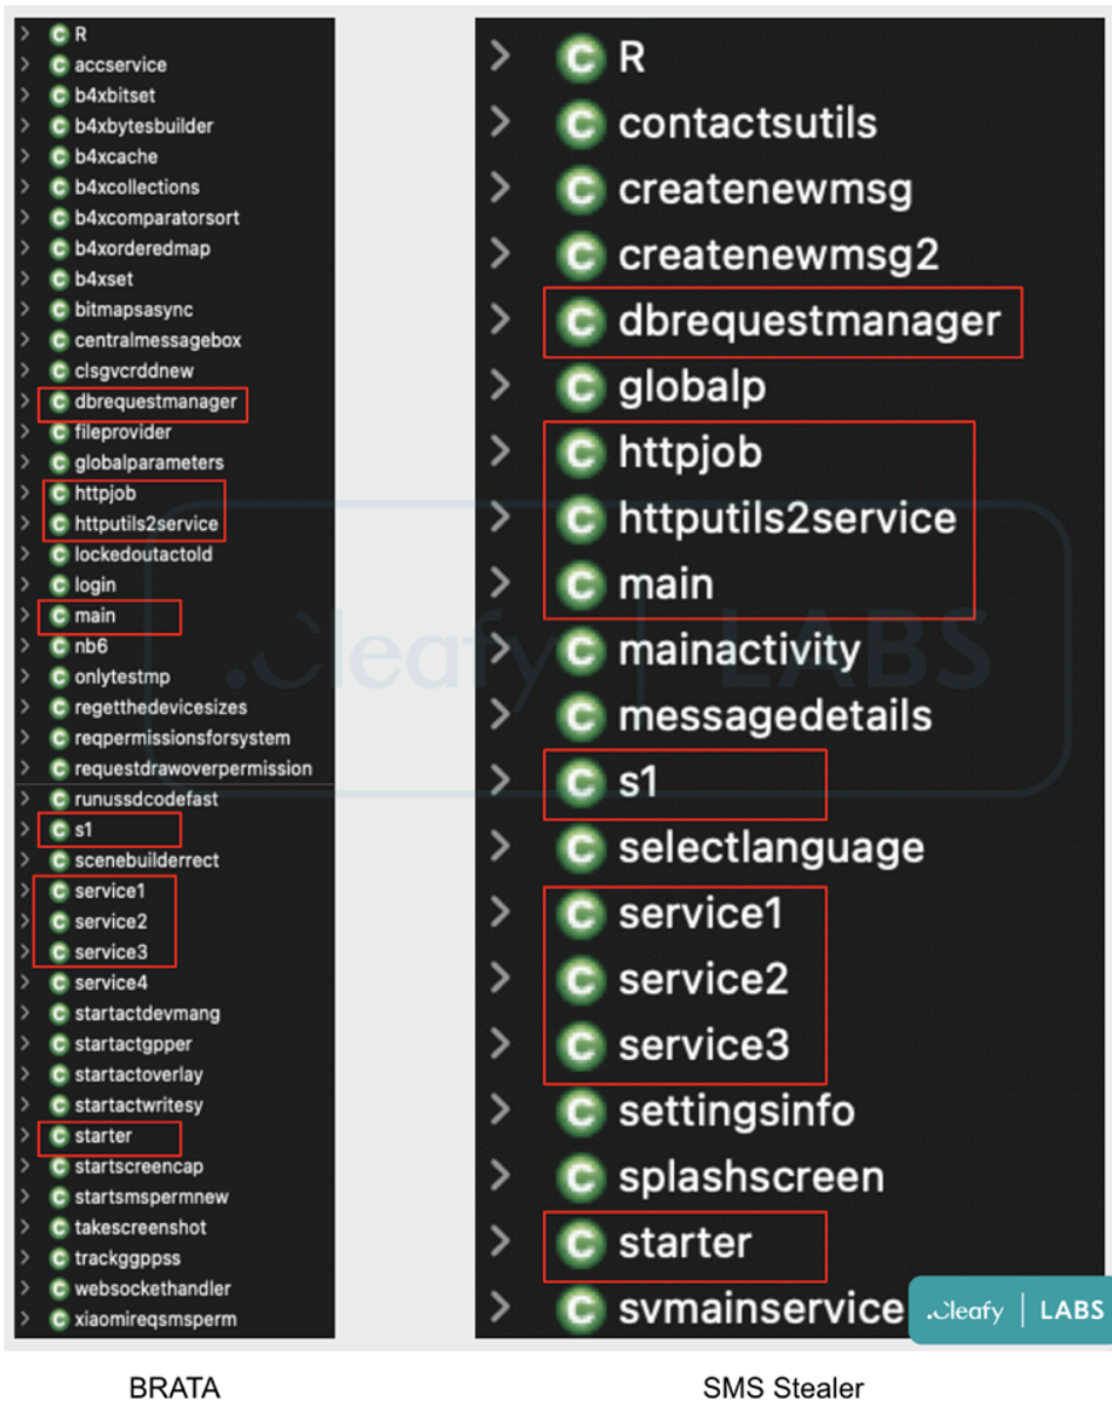 R
accservice
b4xbitset
b4xbytesbuilder
b4xcache
b4xcollections
b4xcomparatorsort
b4xorderedmap
b4xset
bitmapsasync
centralmessagebox
clsgvcrddnew
dbrequestmanager
fileprovider
globalparameters
httpjob
httputils2service
lockedoutactold
login
main
nb6
onlytestmp
regetthedevicesizes
reqpermissionsforsystem
requestdrawoverpermission
runussdcodefast
s1
scenebuilderrect
service1
service2
service3
service4
startactdevmang
startactgpper
startactoverlay
startactwritesy
starter
startscreencap
startsmspermnew
takescreenshot
trackggppss
websockethandler
xiaomireqsmsperm
BRATA
R
contactsutils
createnewmsg
createnewmsg2
dbrequestmanager
globalp
httpjob
httputils2service
main
mainactivity
messagedetails
s1
selectlanguage
service1
service2
service3
settingsinfo
splashscreen
starter
svmainservice
SMS Stealer
.Cleafy | LABS
.Cleafy | LABS